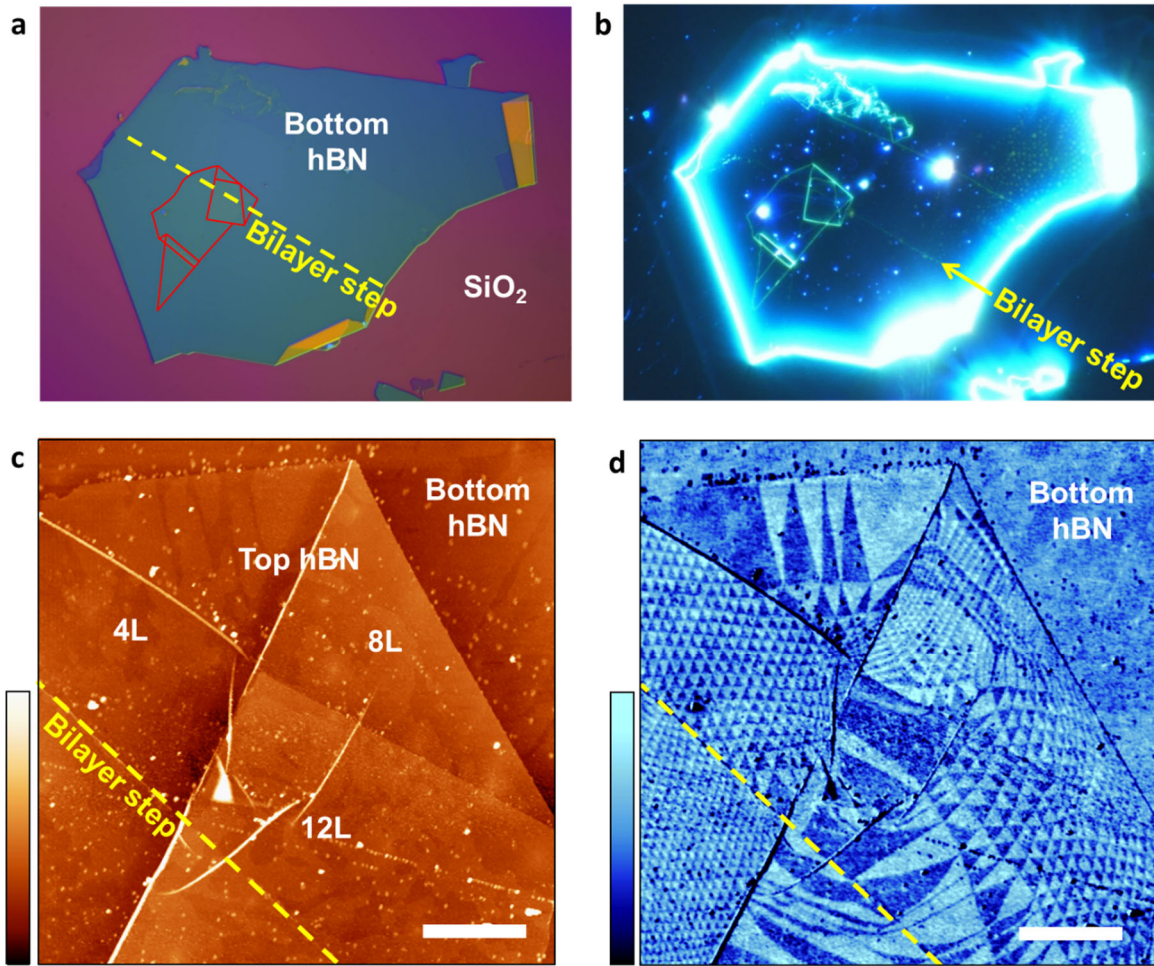 a
Bottom
hBN
Bilayer step
SiO₂
b
Bilayer step
c
Bottom
hBN
Top hBN
4L
8L
Bilayer step
12L
d
Bottom
hBN